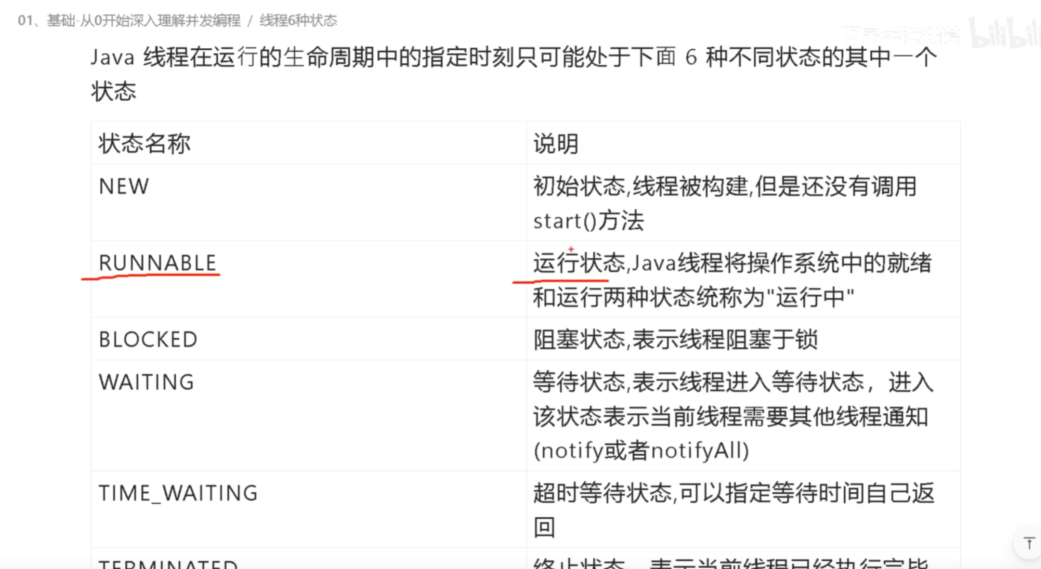 01、基础-从0开始深入理解并发编程 / 线程6种状态
bilibili
Java 线程在运行的生命周期中的指定时刻只可能处于下面 6 种不同状态的其中一个
状态
状态名称
说明
NEW
初始状态,线程被构建,但是还没有调用
start()方法
RUNNABLE
运行状态,Java线程将操作系统中的就绪
和运行两种状态统称为"运行中"
BLOCKED
阻塞状态,表示线程阻塞于锁
WAITING
等待状态,表示线程进入等待状态，进入
该状态表示当前线程需要其他线程通知
(notify或者notifyAll)
TIME_WAITING
超时等待状态,可以指定等待时间自己返
回
TERMINATED
终止状态，表示当前线程已经执行完毕